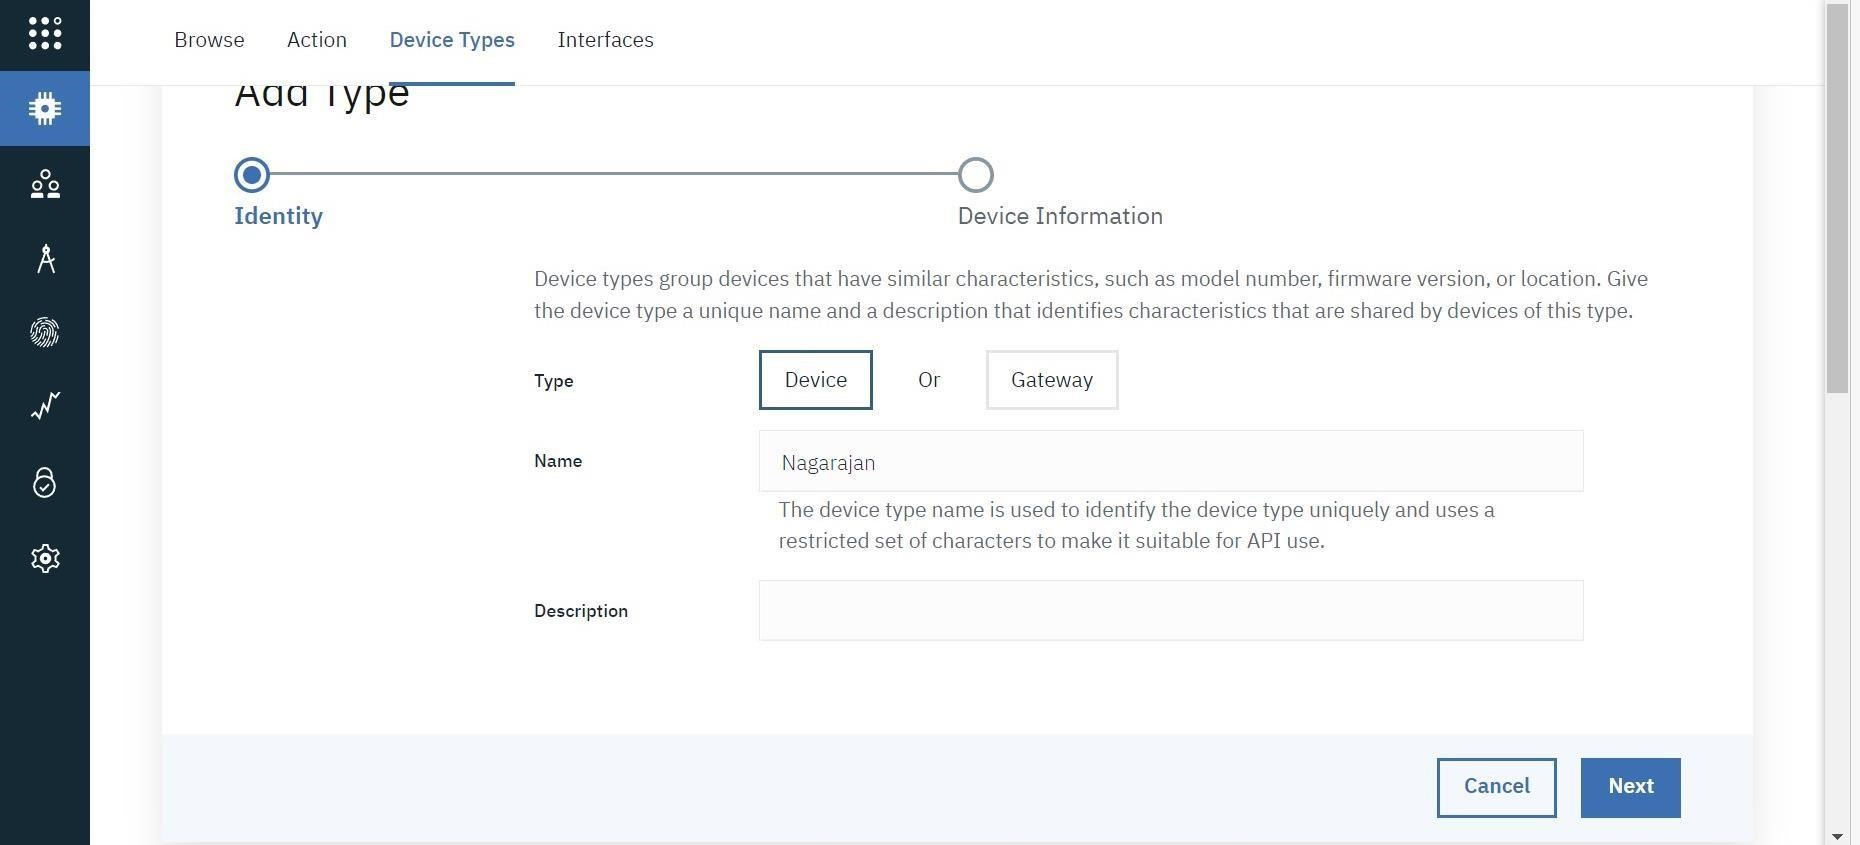 Browse Action Device Types Interfaces
Add Type
Identity Device Information
Device types group devices that have similar characteristics, such as model number, firmware version, or location. Give
the device type a unique name and a description that identifies characteristics that are shared by devices of this type.
Type Device Or Gateway
Name Nagarajan
The device type name is used to identify the device type uniquely and uses a
restricted set of characters to make it suitable for API use.
Description
Cancel Next